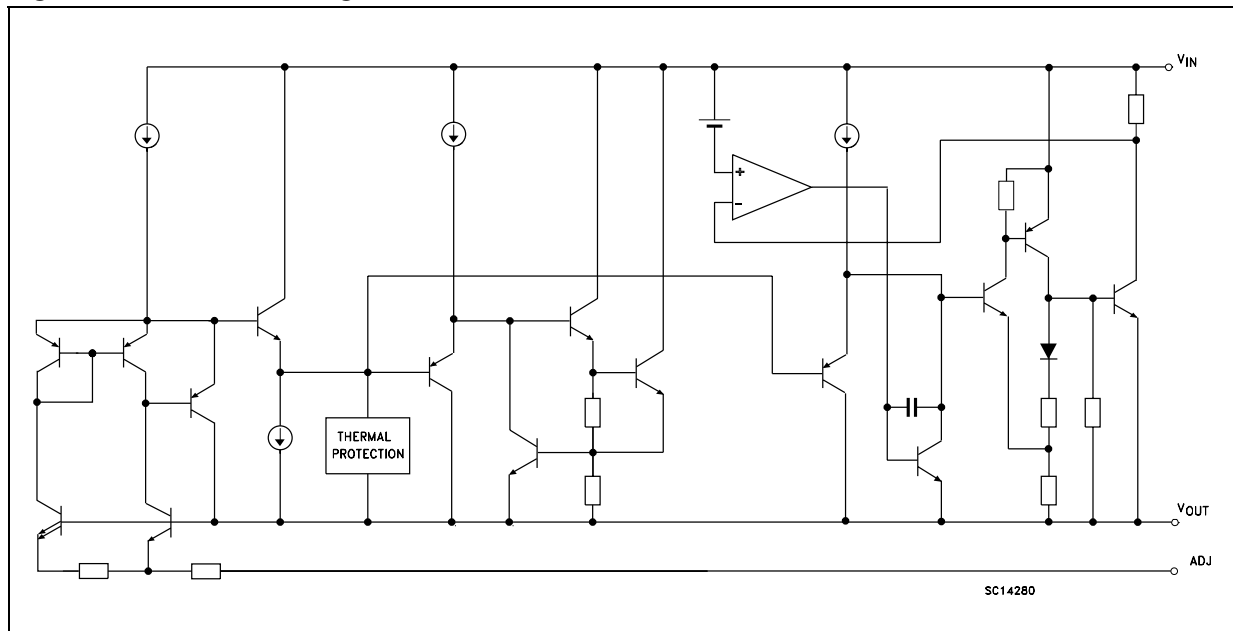 VIN
+
-
THERMAL
PROTECTION
VOUT
ADJ
SC14280